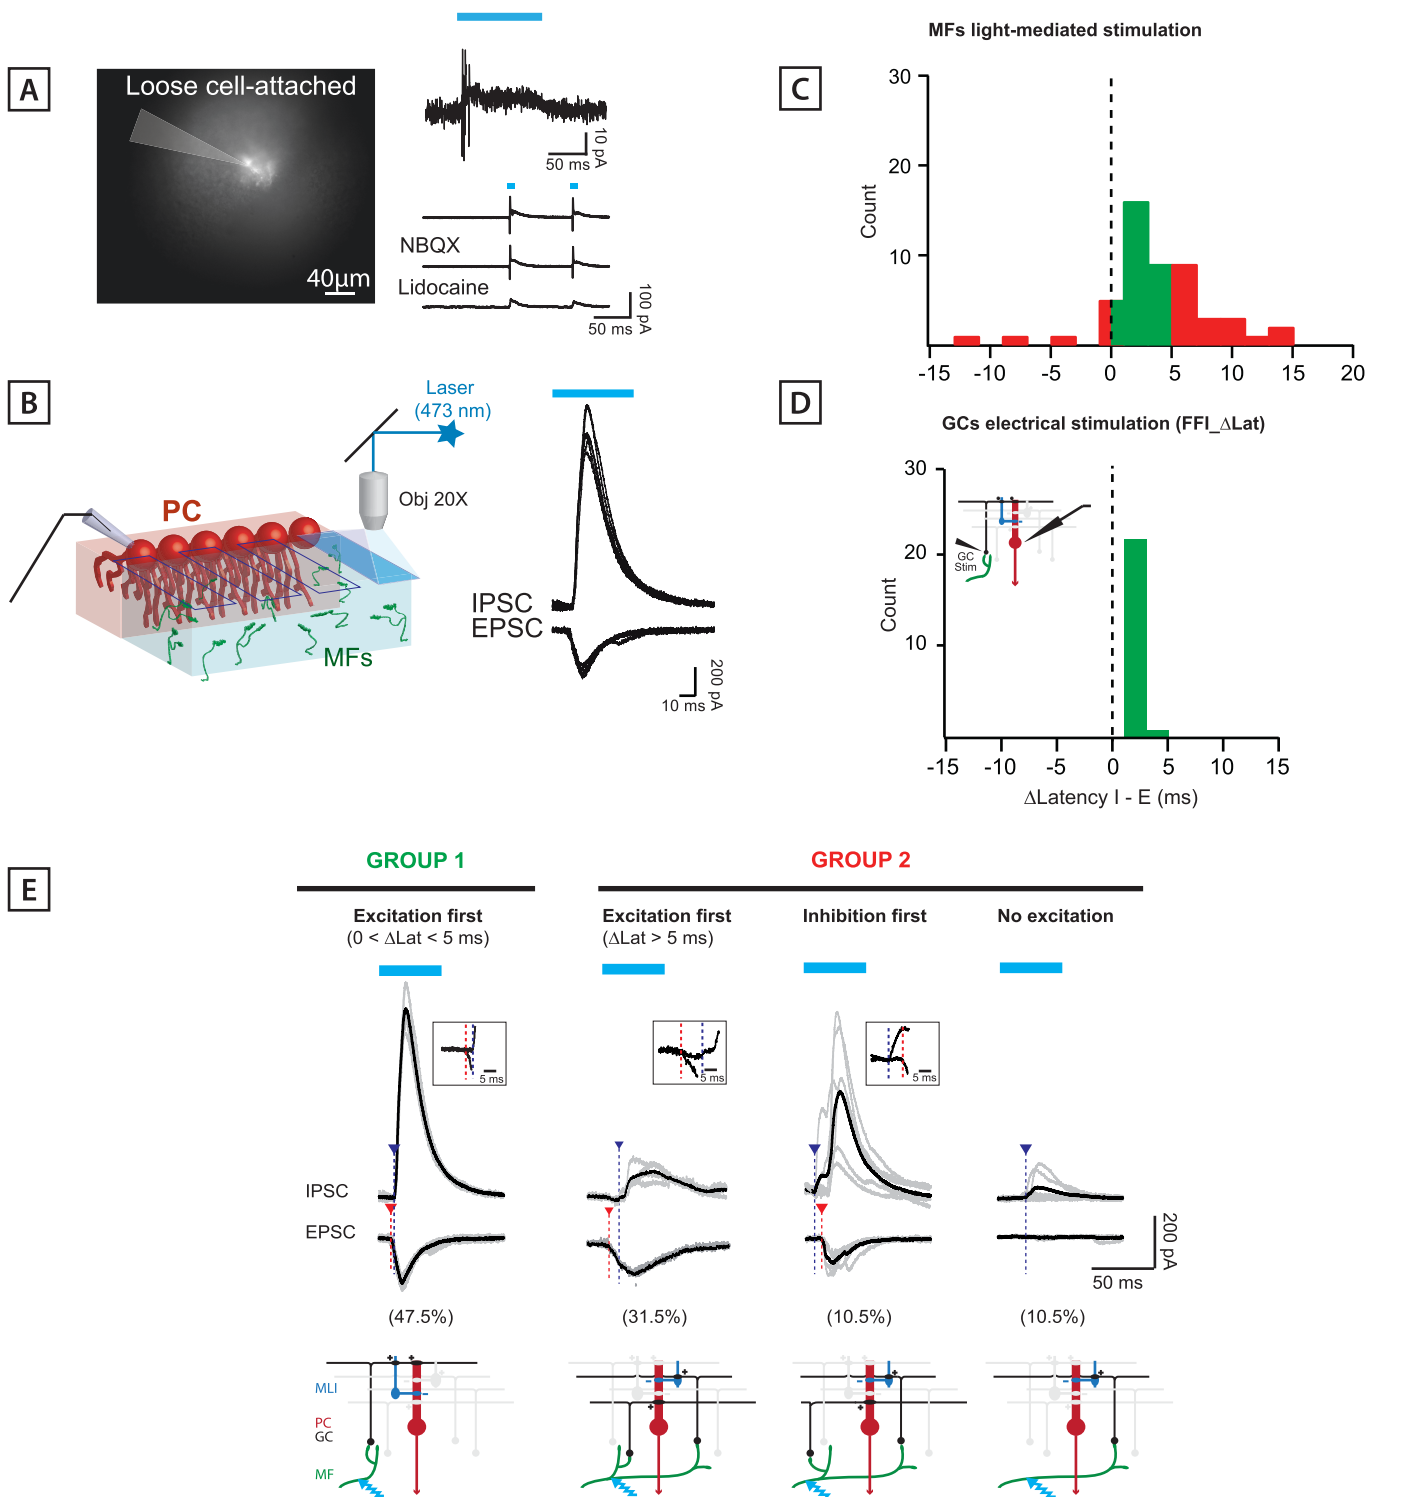 A
Loose cell-attached
40µm
10 pA
50 ms
NBQX
Lidocaine
100 pA
50 ms
B
Laser
(473 nm)
Obj 20X
PC
MFs
IPSC
EPSC
200 pA
10 ms
C
MFs light-mediated stimulation
30
20
10
Count
-15 -10 -5 0 5 10 15 20
D
GCs electrical stimulation (FFI_∆Lat)
30
20
10
Count
GC
Stim
-15 -10 -5 0 5 10 15
∆Latency I - E (ms)
E
GROUP 1
GROUP 2
Excitation first
(0 < ∆Lat < 5 ms)
Excitation first
(∆Lat > 5 ms)
Inhibition first
No excitation
5 ms
5 ms
5 ms
IPSC
EPSC
200 pA
50 ms
(47.5%)
(31.5%)
(10.5%)
(10.5%)
MLI
PC
GC
MF